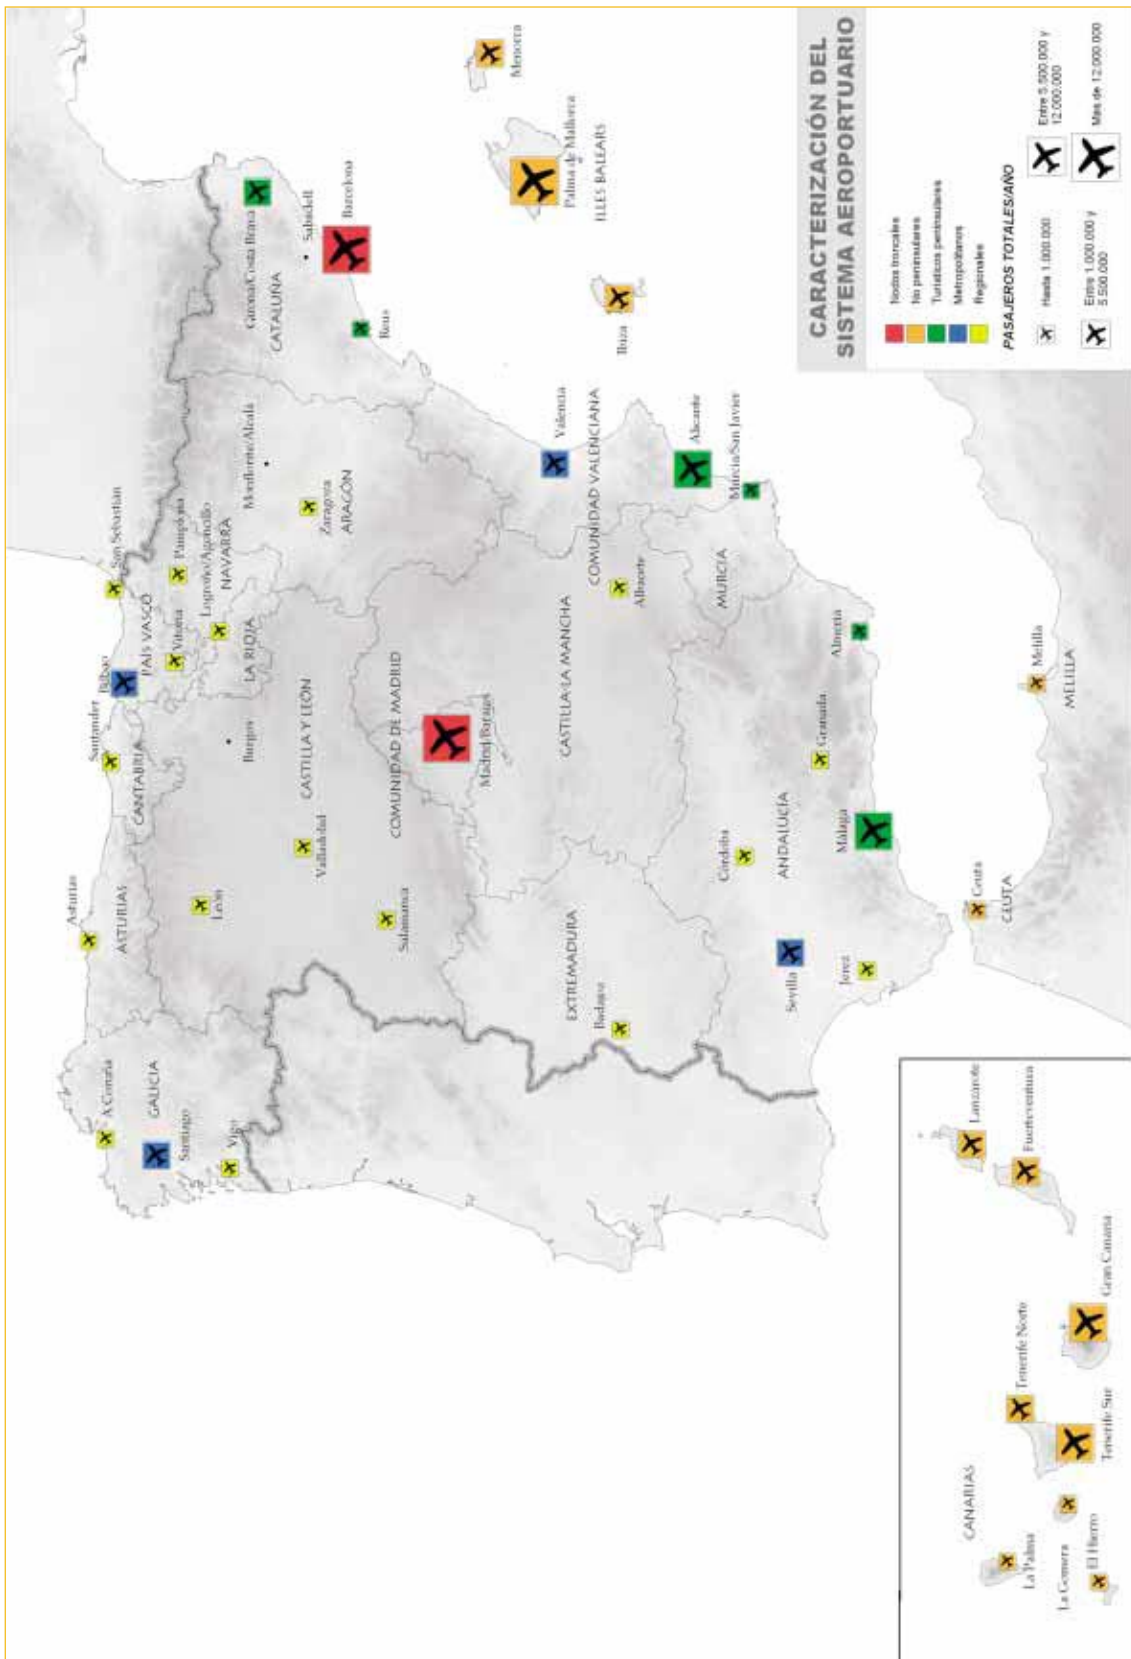 CARACTERIZACIÓN DEL
SISTEMA AEROPORTUARIO
Nodos troncales
No peninsulares
Turísticos peninsulares
Metropolitanos
Regionales
PASAJEROS TOTALES/AÑO
Hasta 1.000.000
Entre 1.000.000 y
5.500.000
Entre 5.500.000 y
12.000.000
Mas de 12.000.000
A Coruña
GALICIA
Santiago
Vigo
Asturias
ASTURIAS
León
Santander
CANTABRIA
Bilbao
PAÍS VASCO
Vitoria
San Sebastián
Pamplona
Logroño/Agoncillo
NAVARRA
LA RIOJA
Burgos
CASTILLA Y LEÓN
Valladolid
Salamanca
Monflorite/Alcalá
Zaragoza
ARAGÓN
Girona/Costa Brava
CATALUÑA
Sabadell
Barcelona
Reus
COMUNIDAD DE MADRID
Madrid-Barajas
CASTILLA-LA MANCHA
Albacete
COMUNIDAD VALENCIANA
Valencia
Alicante
Murcia/San Javier
MURCIA
EXTREMADURA
Badajoz
Córdoba
ANDALUCÍA
Sevilla
Jerez
Málaga
Granada
Almería
Ceuta
CEUTA
Melilla
MELILLA
Menorca
Palma de Mallorca
ILLES BALEARS
Ibiza
CANARIAS
La Palma
La Gomera
El Hierro
Tenerife Norte
Tenerife Sur
Gran Canaria
Fuerteventura
Lanzarote